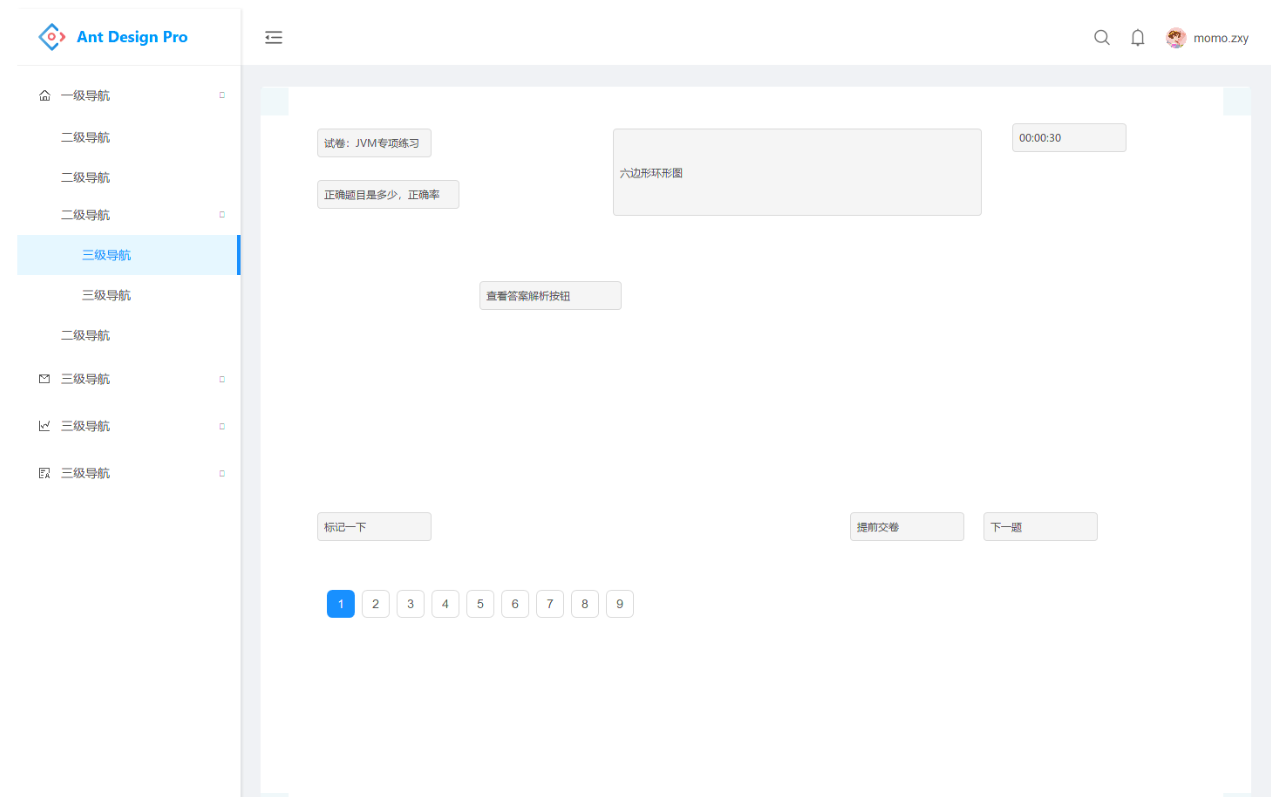 Ant Design Pro
momo.zxy
一级导航
二级导航
二级导航
二级导航
三级导航
三级导航
二级导航
三级导航
三级导航
三级导航
试卷：JVM专项练习
正确题目是多少，正确率
六边形环形图
00:00:30
查看答案解析按钮
标记一下
提前交卷
下一题
1 2 3 4 5 6 7 8 9